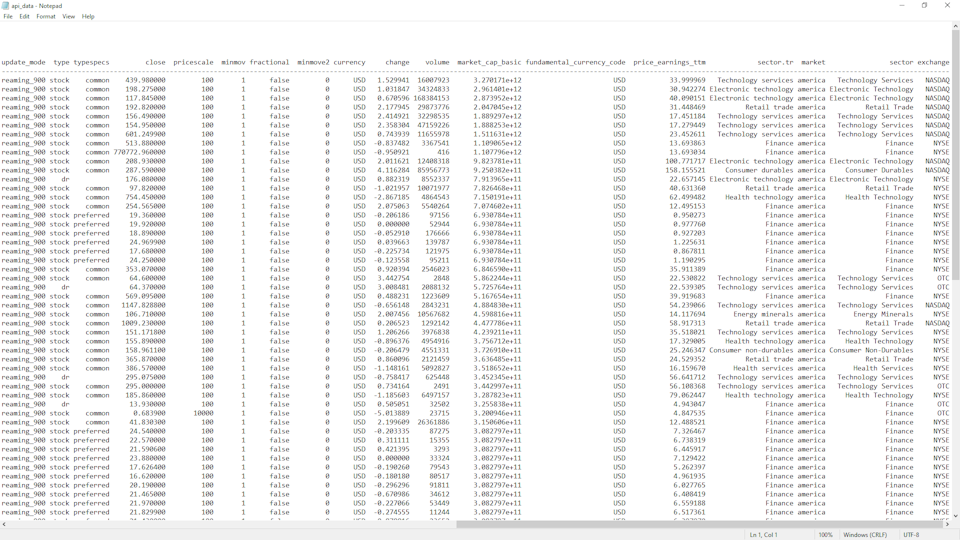 api_data - Notepad
File Edit Format View Help
update_mode type typespecs close pricescale minmov fractional minmove2 currency change volume market_cap_basic fundamental_currency_code price_earnings_ttm sector.tr market sector exchange
reaming_900 stock common 439.980000 100 1 false 0 USD 1.529941 16007923 3.270171e+12 USD 33.999969 Technology services america Technology Services NASDAQ
reaming_900 stock common 198.275000 100 1 false 0 USD 1.031847 34324833 2.961401e+12 USD 30.942274 Electronic technology america Electronic Technology NASDAQ
reaming_900 stock common 117.845000 100 1 false 0 USD 0.670596 168384153 2.873952e+12 USD 40.090151 Electronic technology america Electronic Technology NASDAQ
reaming_900 stock common 192.820000 100 1 false 0 USD 2.177945 29873776 2.047045e+12 USD 31.448469 Retail trade america Retail Trade NASDAQ
reaming_900 stock common 156.490000 100 1 false 0 USD 2.414921 32298535 1.889297e+12 USD 17.451184 Technology services america Technology Services NASDAQ
reaming_900 stock common 154.950000 100 1 false 0 USD 2.358304 47159226 1.888253e+12 USD 17.279449 Technology services america Technology Services NASDAQ
reaming_900 stock common 601.249900 100 1 false 0 USD 0.743939 11655978 1.511631e+12 USD 23.452611 Technology services america Technology Services NASDAQ
reaming_900 stock common 513.880000 100 1 false 0 USD -0.837482 3367541 1.109065e+12 USD 13.693863 Finance america Finance NYSE
reaming_900 stock common 770772.960000 100 1 false 0 USD -0.950921 416 1.107796e+12 USD 13.693034 Finance america Finance NYSE
reaming_900 stock common 208.930000 100 1 false 0 USD 2.011621 12408318 9.823781e+11 USD 100.771717 Electronic technology america Electronic Technology NASDAQ
reaming_900 stock common 287.590000 100 1 false 0 USD 4.116284 85956773 9.250382e+11 USD 158.155521 Consumer durables america Consumer Durables NASDAQ
reaming_900 dr 176.080000 100 1 false 0 USD 0.882319 8552337 7.913965e+11 USD 22.657145 Electronic technology america Electronic Technology NYSE
reaming_900 stock common 97.820000 100 1 false 0 USD -1.021957 10071977 7.826468e+11 USD 40.631360 Retail trade america Retail Trade NYSE
reaming_900 stock common 754.450000 100 1 false 0 USD -2.867185 4864543 7.150191e+11 USD 62.499482 Health technology america Health Technology NYSE
reaming_900 stock common 254.565000 100 1 false 0 USD 2.075063 5540264 7.074602e+11 USD 12.495153 Finance america Finance NYSE
reaming_900 stock preferred 19.360000 100 1 false 0 USD -0.206186 97156 6.930784e+11 USD 0.950273 Finance america Finance NYSE
reaming_900 stock preferred 19.920000 100 1 false 0 USD 0.000000 52944 6.930784e+11 USD 0.977760 Finance america Finance NYSE
reaming_900 stock preferred 18.890000 100 1 false 0 USD -0.052910 176666 6.930784e+11 USD 0.927203 Finance america Finance NYSE
reaming_900 stock preferred 24.969900 100 1 false 0 USD 0.039663 139787 6.930784e+11 USD 1.225631 Finance america Finance NYSE
reaming_900 stock preferred 17.680000 100 1 false 0 USD -0.225734 121975 6.930784e+11 USD 0.867811 Finance america Finance NYSE
reaming_900 stock preferred 24.250000 100 1 false 0 USD -0.123558 95211 6.930784e+11 USD 1.190295 Finance america Finance NYSE
reaming_900 stock common 353.070000 100 1 false 0 USD 0.920394 2546023 6.846590e+11 USD 35.911389 Finance america Finance NYSE
reaming_900 stock common 64.600000 100 1 false 0 USD 3.442754 2848 5.862244e+11 USD 22.530822 Technology services america Technology Services OTC
reaming_900 dr 64.370000 100 1 false 0 USD 3.008481 2088132 5.725764e+11 USD 22.539305 Technology services america Technology Services OTC
reaming_900 stock common 569.095000 100 1 false 0 USD 0.488231 1223609 5.167654e+11 USD 39.919683 Finance america Finance NYSE
reaming_900 stock common 1147.828800 100 1 false 0 USD -0.656148 2843231 4.884830e+11 USD 54.239066 Technology services america Technology Services NASDAQ
reaming_900 stock common 106.710000 100 1 false 0 USD 2.007456 10567682 4.598816e+11 USD 14.117694 Energy minerals america Energy Minerals NYSE
reaming_900 stock common 1009.230000 100 1 false 0 USD 0.206523 1292142 4.477786e+11 USD 58.917313 Retail trade america Retail Trade NASDAQ
reaming_900 stock common 151.171800 100 1 false 0 USD 1.206266 3976838 4.239211e+11 USD 35.518021 Technology services america Technology Services NYSE
reaming_900 stock common 155.890000 100 1 false 0 USD -0.896376 4954916 3.756712e+11 USD 17.329005 Health technology america Health Technology NYSE
reaming_900 stock common 158.961100 100 1 false 0 USD -0.206479 4551331 3.726910e+11 USD 25.246347 Consumer non-durables america Consumer Non-Durables NYSE
reaming_900 stock common 365.870000 100 1 false 0 USD 0.860096 2121459 3.636485e+11 USD 24.529352 Retail trade america Retail Trade NYSE
reaming_900 stock common 386.570000 100 1 false 0 USD -1.148161 5092827 3.518652e+11 USD 16.159670 Health services america Health Services NYSE
reaming_900 dr 295.075000 100 1 false 0 USD -0.758417 625448 3.452345e+11 USD 56.641712 Technology services america Technology Services NYSE
reaming_900 stock common 295.000000 100 1 false 0 USD 0.734164 2491 3.442997e+11 USD 56.108368 Technology services america Technology Services OTC
reaming_900 stock common 185.860000 100 1 false 0 USD -1.185603 6497157 3.287823e+11 USD 79.062447 Health technology america Health Technology NYSE
reaming_900 dr 13.930000 100 1 false 0 USD 0.505051 32502 3.255838e+11 USD 4.943047 Finance america Finance OTC
reaming_900 stock common 0.683900 10000 1 false 0 USD -5.013889 23715 3.200946e+11 USD 4.847535 Finance america Finance OTC
reaming_900 stock common 41.830300 100 1 false 0 USD 2.199609 26361886 3.150606e+11 USD 12.488521 Finance america Finance NYSE
reaming_900 stock preferred 24.540000 100 1 false 0 USD -0.203335 87275 3.082797e+11 USD 7.326467 Finance america Finance NYSE
reaming_900 stock preferred 22.570000 100 1 false 0 USD 0.311111 15355 3.082797e+11 USD 6.738319 Finance america Finance NYSE
reaming_900 stock preferred 21.590600 100 1 false 0 USD 0.421395 3293 3.082797e+11 USD 6.445917 Finance america Finance NYSE
reaming_900 stock preferred 23.880000 100 1 false 0 USD 0.000000 33324 3.082797e+11 USD 7.129422 Finance america Finance NYSE
reaming_900 stock preferred 17.626400 100 1 false 0 USD -0.190260 79543 3.082797e+11 USD 5.262397 Finance america Finance NYSE
reaming_900 stock preferred 16.620000 100 1 false 0 USD -0.180180 80517 3.082797e+11 USD 4.961935 Finance america Finance NYSE
reaming_900 stock preferred 20.190000 100 1 false 0 USD -0.296296 91811 3.082797e+11 USD 6.027765 Finance america Finance NYSE
reaming_900 stock preferred 21.465000 100 1 false 0 USD -0.670986 34612 3.082797e+11 USD 6.408419 Finance america Finance NYSE
reaming_900 stock preferred 21.970000 100 1 false 0 USD -0.227066 53449 3.082797e+11 USD 6.559188 Finance america Finance NYSE
reaming_900 stock preferred 21.829900 100 1 false 0 USD -0.274555 11244 3.082797e+11 USD 6.517361 Finance america Finance NYSE
Ln 1, Col 1 100% Windows (CRLF) UTF-8